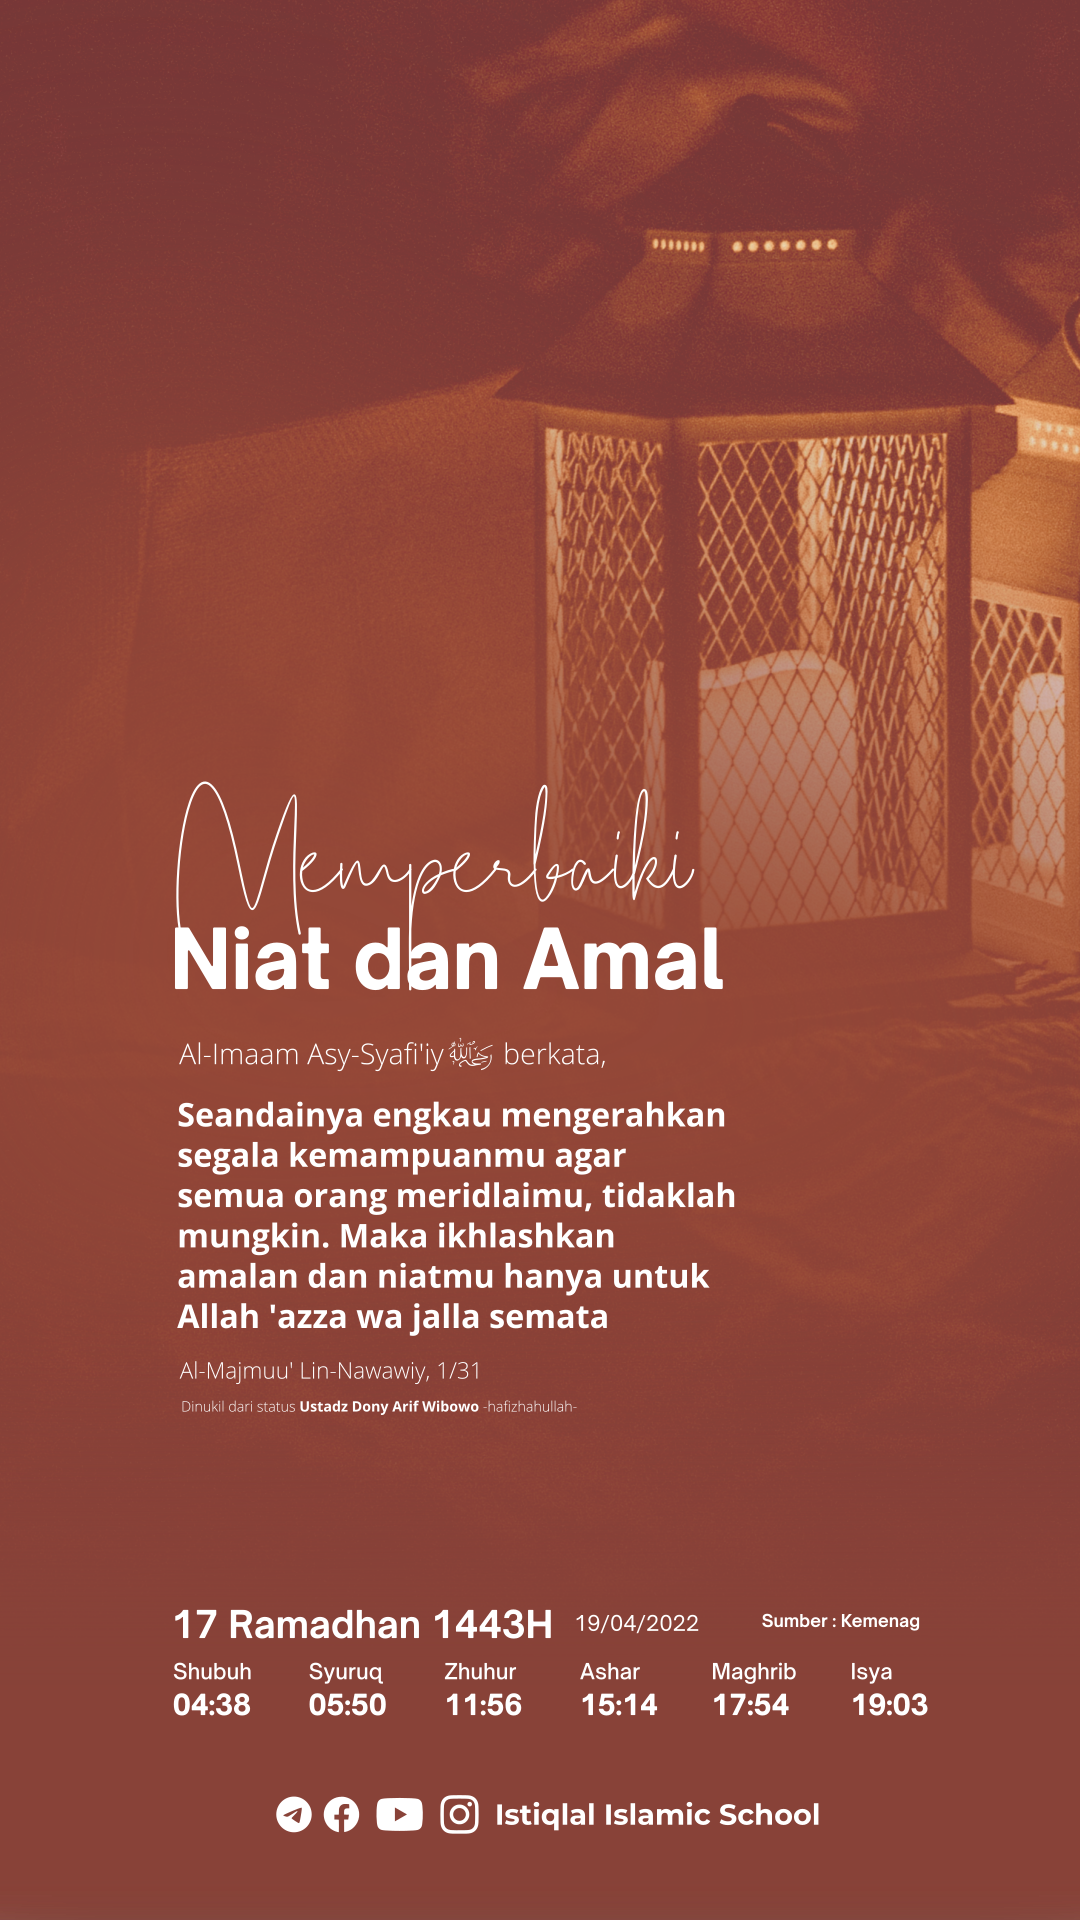 Memperbaiki
Niat dan Amal
Al-Imaam Asy-Syafi'iy رحمه الله berkata,
Seandainya engkau mengerahkan
segala kemampuanmu agar
semua orang meridlaimu, tidaklah
mungkin. Maka ikhlashkan
amalan dan niatmu hanya untuk
Allah 'azza wa jalla semata
Al-Majmuu' Lin-Nawawiy, 1/31
Dinukil dari status Ustadz Dony Arif Wibowo -hafizhahullah-
17 Ramadhan 1443H 19/04/2022 Sumber : Kemenag
Shubuh Syuruq Zhuhur Ashar Maghrib Isya
04:38 05:50 11:56 15:14 17:54 19:03
Istiqlal Islamic School